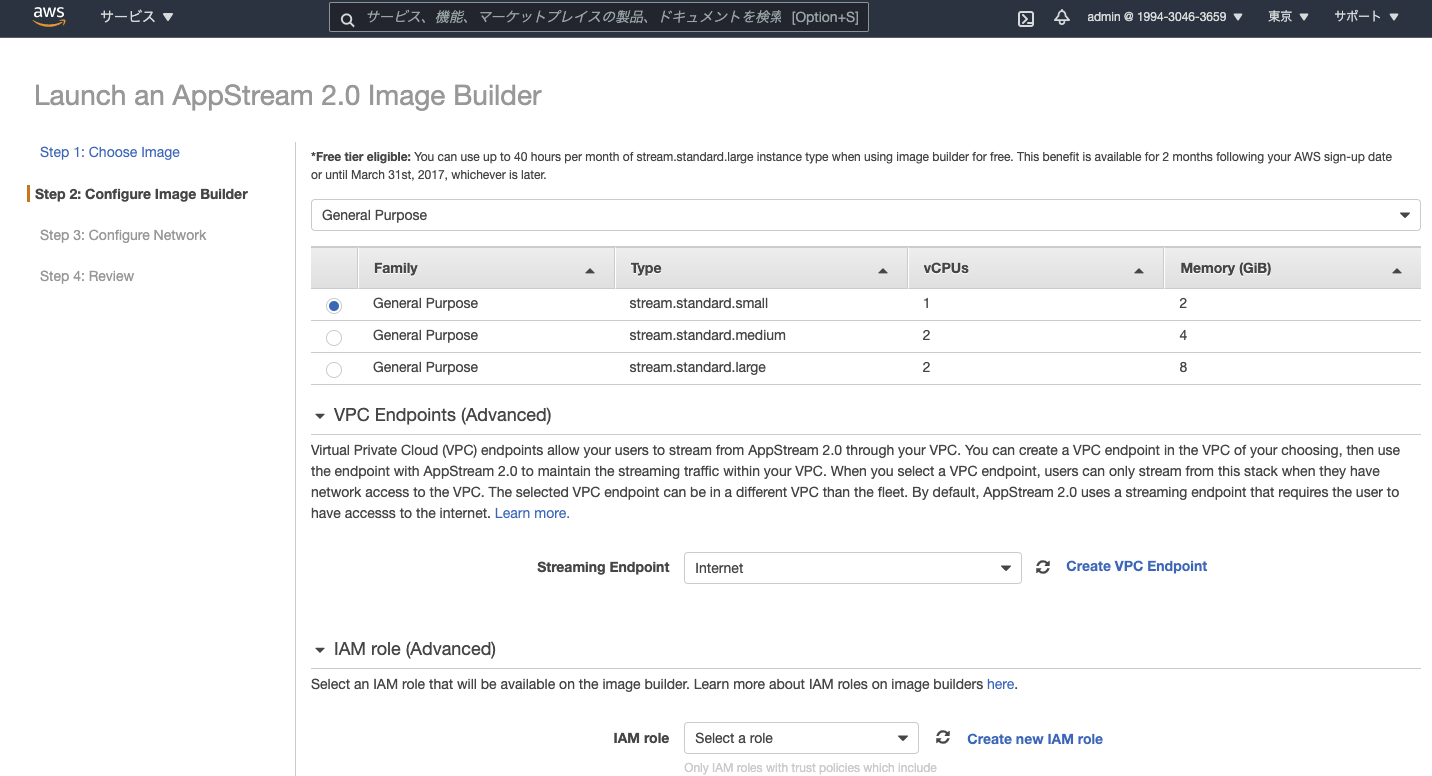 aws
サービス
サービス、機能、マーケットプレイスの製品、ドキュメントを検索 [Option+S]
admin @ 1994-3046-3659
東京
サポート
Launch an AppStream 2.0 Image Builder
Step 1: Choose Image
Step 2: Configure Image Builder
Step 3: Configure Network
Step 4: Review
*Free tier eligible: You can use up to 40 hours per month of stream.standard.large instance type when using image builder for free. This benefit is available for 2 months following your AWS sign-up date
or until March 31st, 2017, whichever is later.
General Purpose
Family Type vCPUs Memory (GiB)
General Purpose stream.standard.small 1 2
General Purpose stream.standard.medium 2 4
General Purpose stream.standard.large 2 8
VPC Endpoints (Advanced)
Virtual Private Cloud (VPC) endpoints allow your users to stream from AppStream 2.0 through your VPC. You can create a VPC endpoint in the VPC of your choosing, then use
the endpoint with AppStream 2.0 to maintain the streaming traffic within your VPC. When you select a VPC endpoint, users can only stream from this stack when they have
network access to the VPC. The selected VPC endpoint can be in a different VPC than the fleet. By default, AppStream 2.0 uses a streaming endpoint that requires the user to
have accesss to the internet. Learn more.
Streaming Endpoint Internet Create VPC Endpoint
IAM role (Advanced)
Select an IAM role that will be available on the image builder. Learn more about IAM roles on image builders here.
IAM role Select a role Create new IAM role
Only IAM roles with trust policies which include